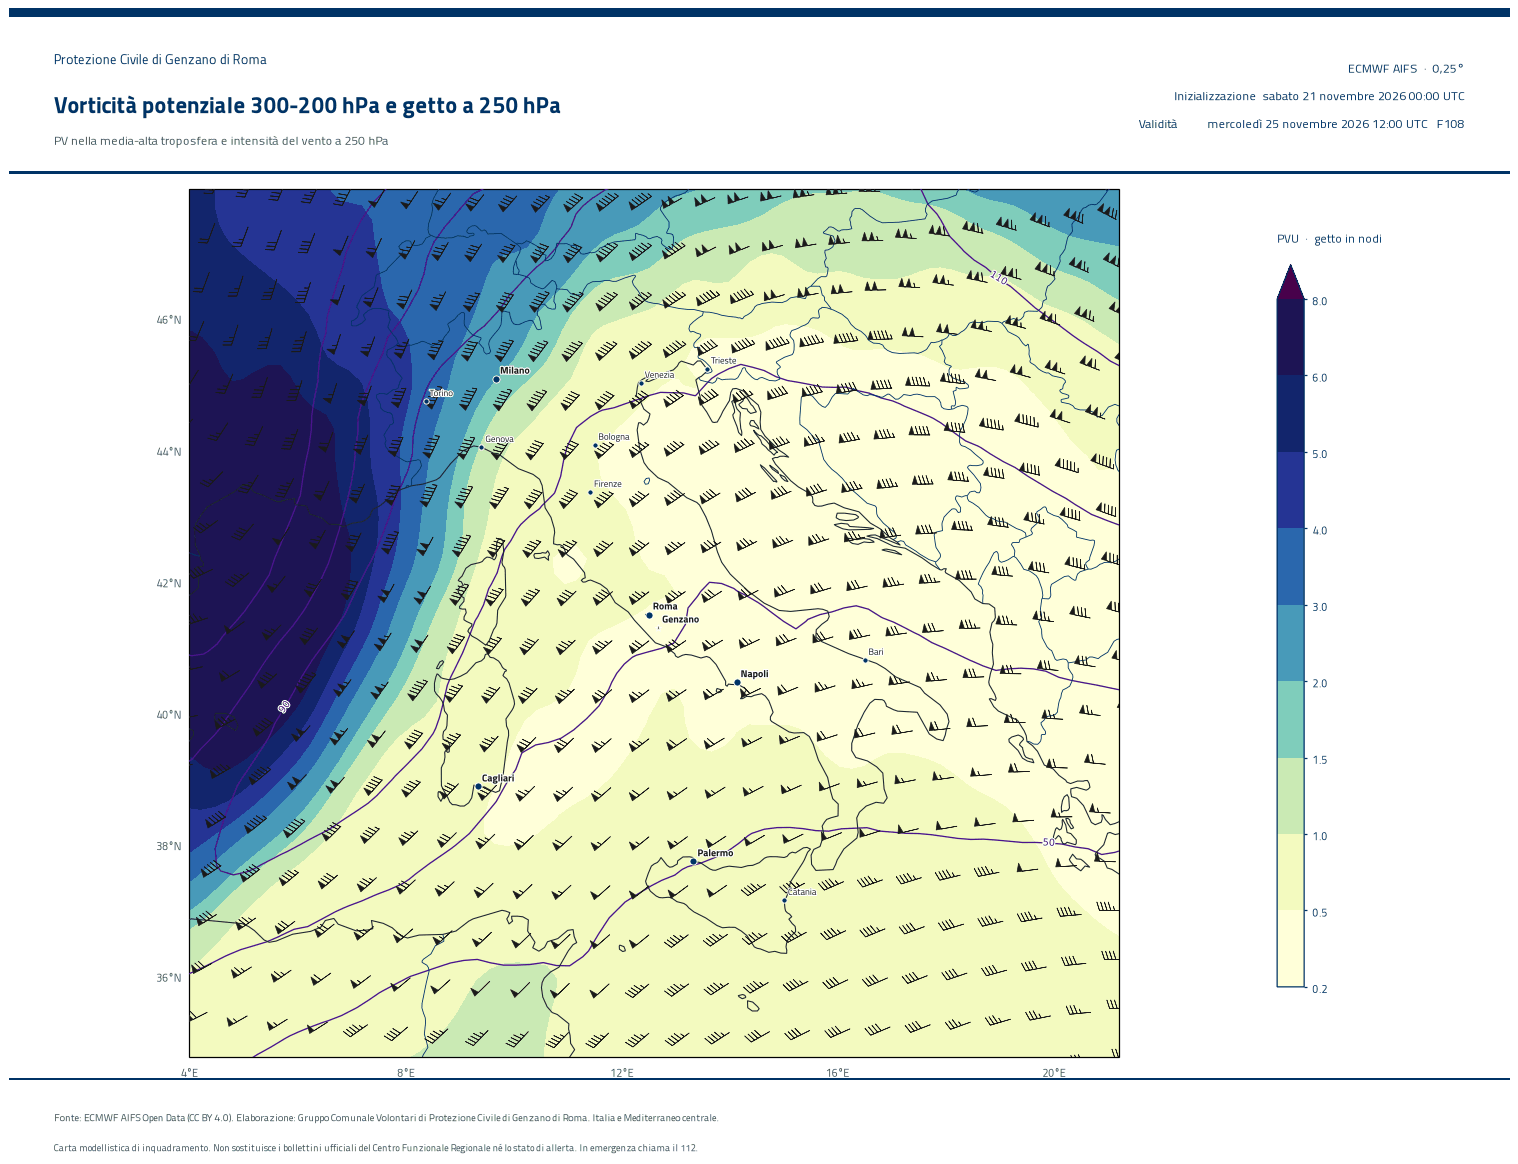 Protezione Civile di Genzano di Roma
Vorticità potenziale 300-200 hPa e getto a 250 hPa
PV nella media-alta troposfera e intensità del vento a 250 hPa
ECMWF AIFS · 0,25°
Inizializzazione sabato 21 novembre 2026 00:00 UTC
Validità mercoledì 25 novembre 2026 12:00 UTC F108
PVU · getto in nodi
8.0
6.0
5.0
4.0
3.0
2.0
1.5
1.0
0.5
0.2
46°N
44°N
42°N
40°N
38°N
36°N
4°E
8°E
12°E
16°E
20°E
110
90
50
Trieste
Venezia
Milano
Torino
Genova
Bologna
Firenze
Roma
Genzano
Bari
Napoli
Cagliari
Palermo
Catania
Fonte: ECMWF AIFS Open Data (CC BY 4.0). Elaborazione: Gruppo Comunale Volontari di Protezione Civile di Genzano di Roma. Italia e Mediterraneo centrale.
Carta modellistica di inquadramento. Non sostituisce i bollettini ufficiali del Centro Funzionale Regionale né lo stato di allerta. In emergenza chiama il 112.